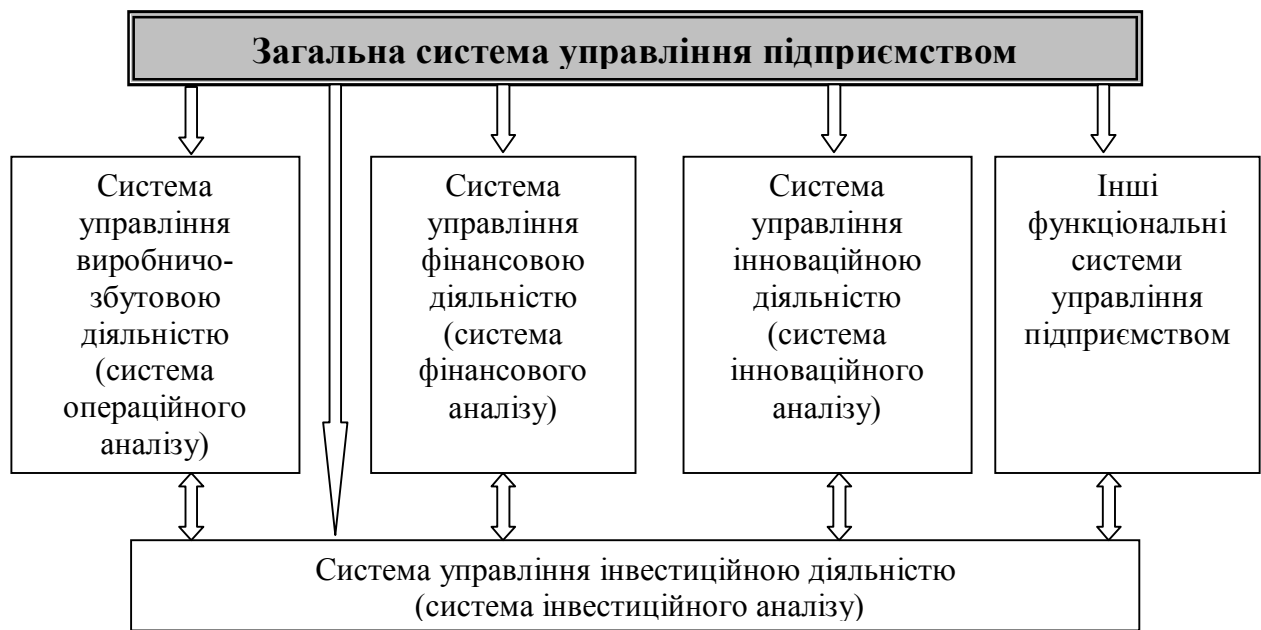 Загальна система управління підприємством
Система
управління
виробничо-
збутовою
діяльністю
(система
операційного
аналізу)
Система
управління
фінансовою
діяльністю
(система
фінансового
аналізу)
Система
управління
інноваційною
діяльністю
(система
інноваційного
аналізу)
Інші
функціональні
системи
управління
підприємством
Система управління інвестиційною діяльністю
(система інвестиційного аналізу)